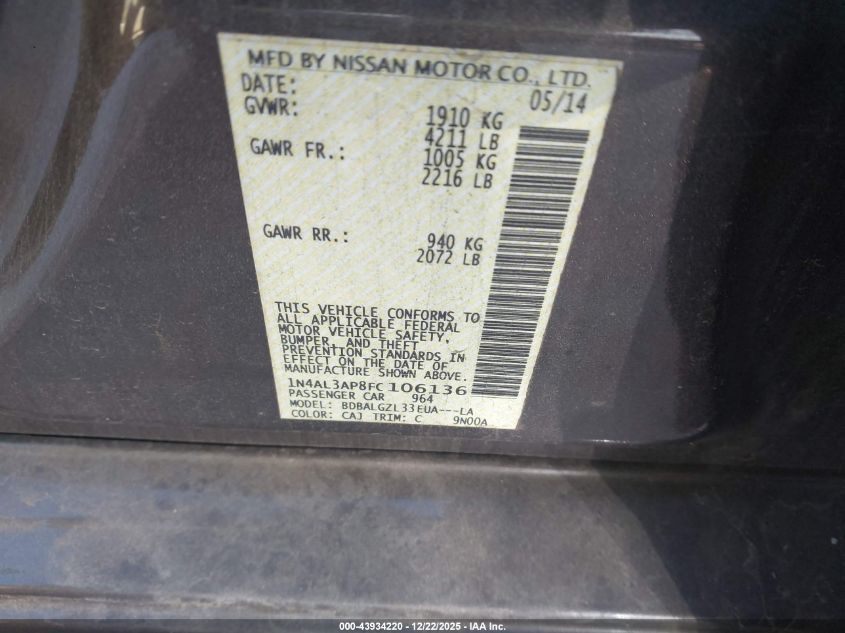 MFD BY NISSAN MOTOR CO., LTD.
DATE: 05/14
GVWR: 1910 KG
4211 LB
GAWR FR.: 1005 KG
2216 LB
GAWR RR.: 940 KG
2072 LB
THIS VEHICLE CONFORMS TO
ALL APPLICABLE FEDERAL
MOTOR VEHICLE SAFETY,
BUMPER, AND THEFT
PREVENTION STANDARDS IN
EFFECT ON THE DATE OF
MANUFACTURE SHOWN ABOVE.
1N4AL3AP8FC106136
PASSENGER CAR 964
MODEL: BDBALGZL33EUA---LA
COLOR: CAJ TRIM: C 9N00A
000-43934220 - 12/22/2025 - IAA Inc.